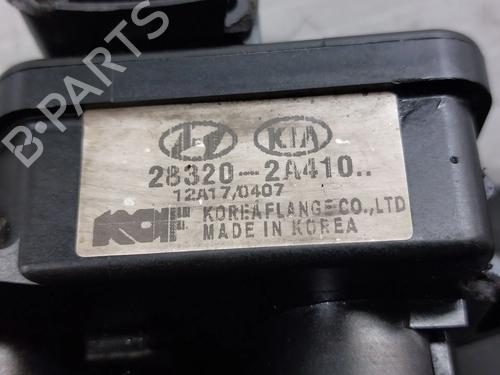 KIA
28320-2A410..
12A17/0407
KOREA FLANGE CO.,LTD
MADE IN KOREA
B-PARTS